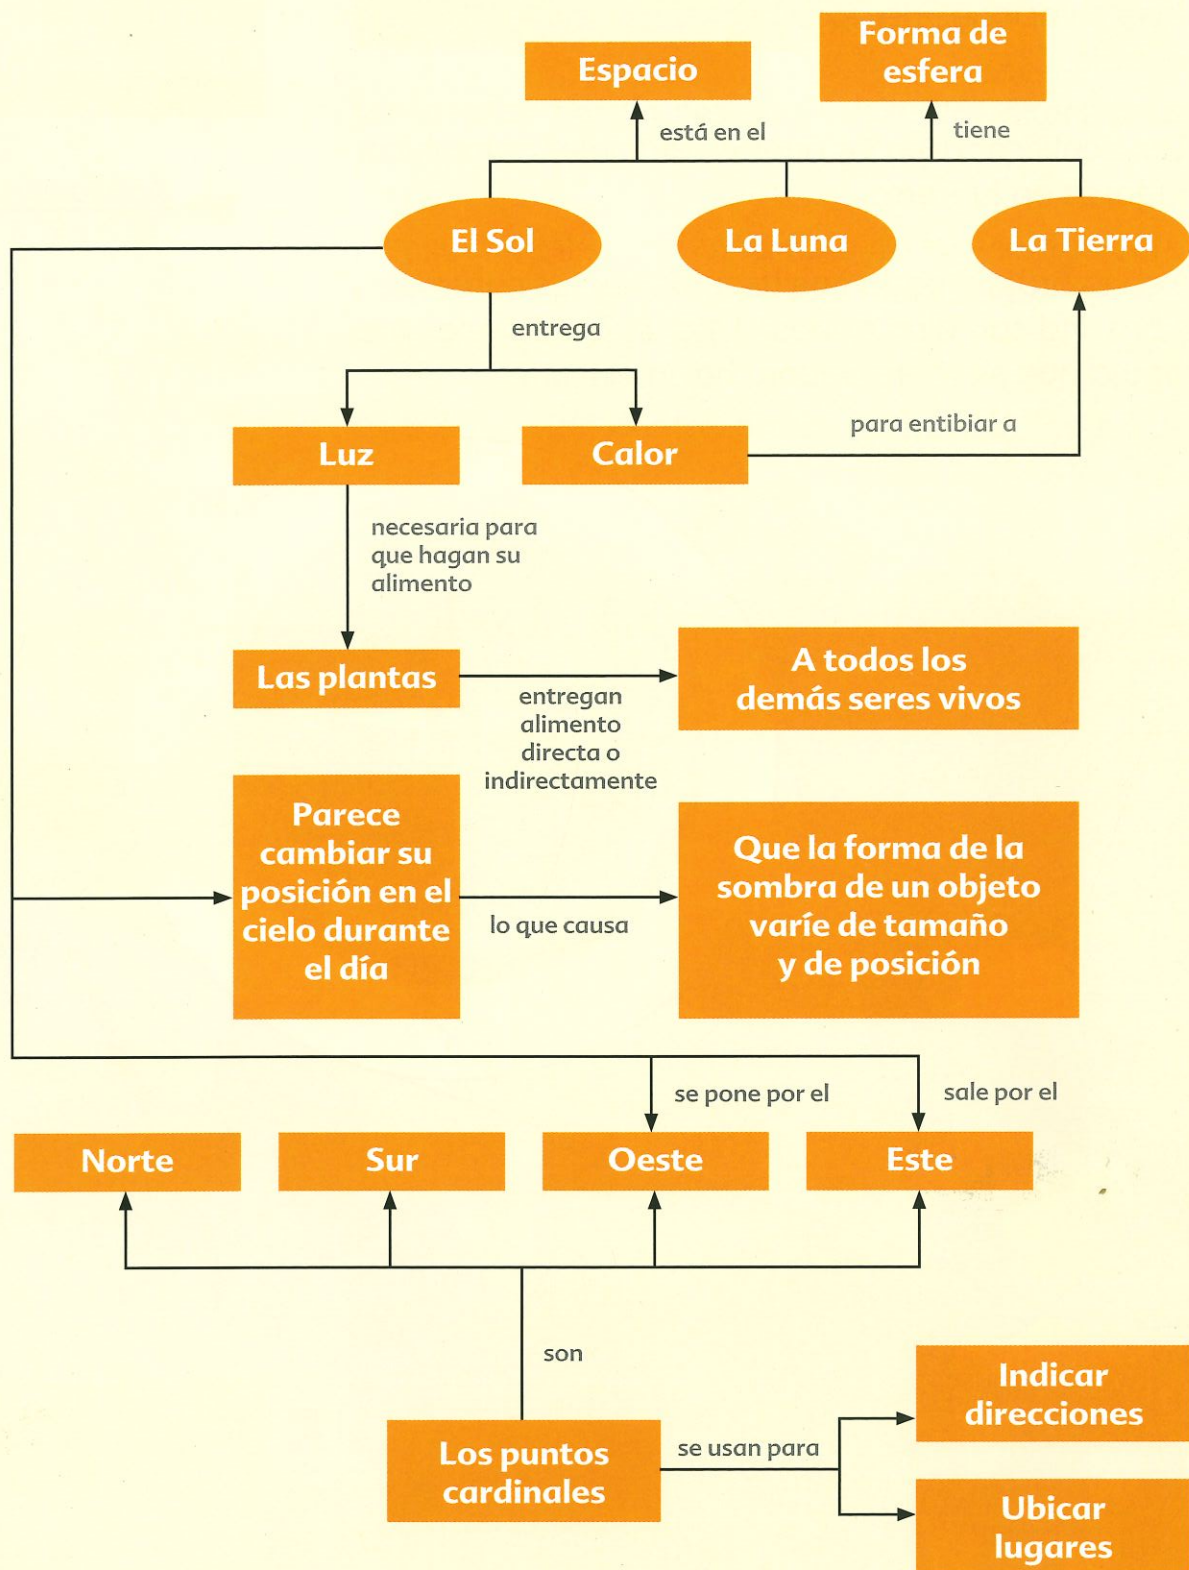 Forma de
esfera
Espacio
está en el
tiene
El Sol
La Luna
La Tierra
entrega
para entibiar a
Luz
Calor
necesaria para
que hagan su
alimento
Las plantas
entregan
alimento
directa o
indirectamente
A todos los
demás seres vivos
Parece
cambiar su
posición en el
cielo durante
el día
lo que causa
Que la forma de la
sombra de un objeto
varíe de tamaño
y de posición
se pone por el
sale por el
Norte
Sur
Oeste
Este
son
Los puntos
cardinales
se usan para
Indicar
direcciones
Ubicar
lugares